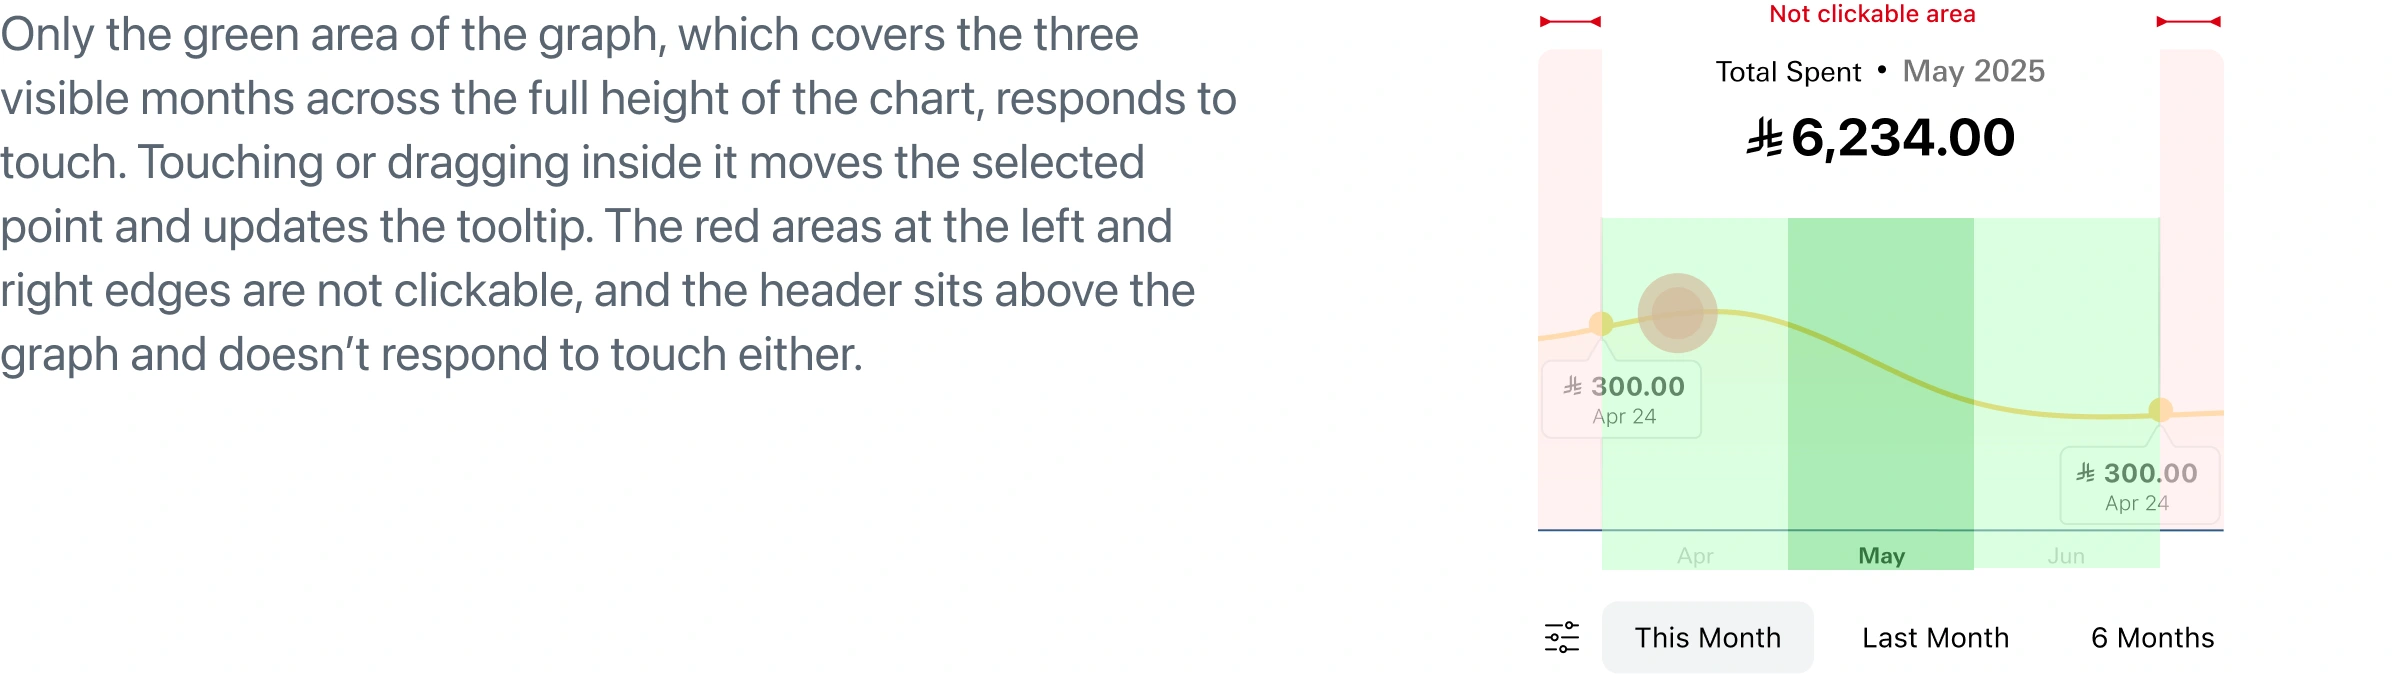 Only the green area of the graph, which covers the three
visible months across the full height of the chart, responds to
touch. Touching or dragging inside it moves the selected
point and updates the tooltip. The red areas at the left and
right edges are not clickable, and the header sits above the
graph and doesn’t respond to touch either.
Not clickable area
Total Spent • May 2025
⃁ 6,234.00
⃁ 300.00
Apr 24
⃁ 300.00
Apr 24
Apr May Jun
This Month Last Month 6 Months